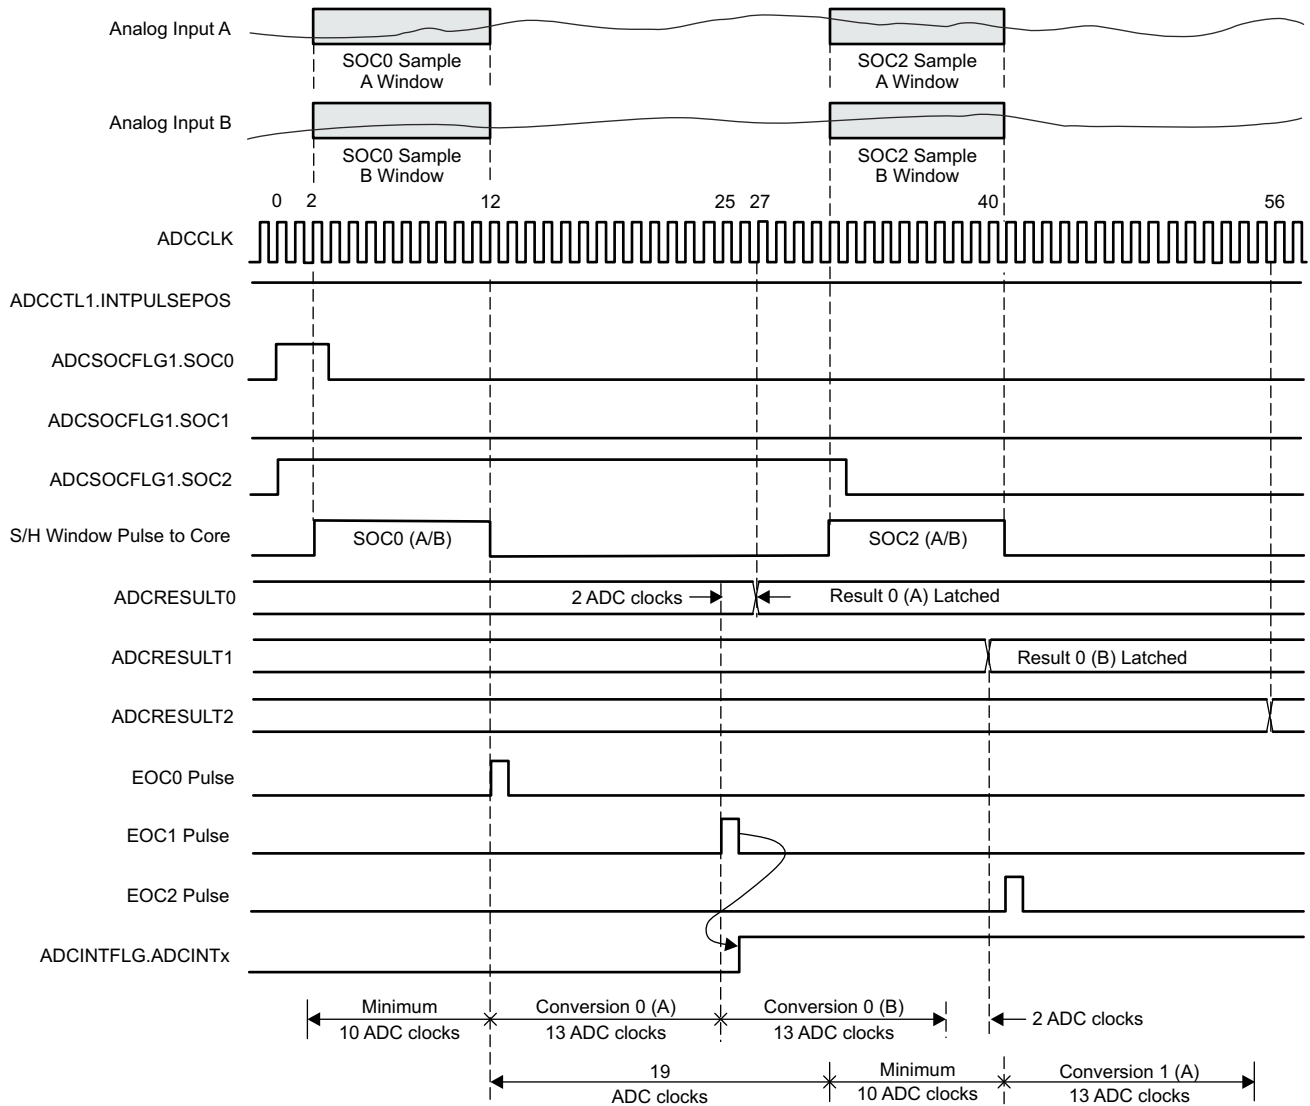 Analog Input A
SOC0 Sample
A Window
SOC2 Sample
A Window
Analog Input B
SOC0 Sample
B Window
SOC2 Sample
B Window
0 2 12 25 27 40 56
ADCCLK
ADCCTL1.INTPULSEPOS
ADCSOCFLG1.SOC0
ADCSOCFLG1.SOC1
ADCSOCFLG1.SOC2
S/H Window Pulse to Core
SOC0 (A/B)
SOC2 (A/B)
ADCRESULT0
2 ADC clocks
Result 0 (A) Latched
ADCRESULT1
Result 0 (B) Latched
ADCRESULT2
EOC0 Pulse
EOC1 Pulse
EOC2 Pulse
ADCINTFLG.ADCINTx
Minimum
10 ADC clocks
Conversion 0 (A)
13 ADC clocks
Conversion 0 (B)
13 ADC clocks
2 ADC clocks
19
ADC clocks
Minimum
10 ADC clocks
Conversion 1 (A)
13 ADC clocks